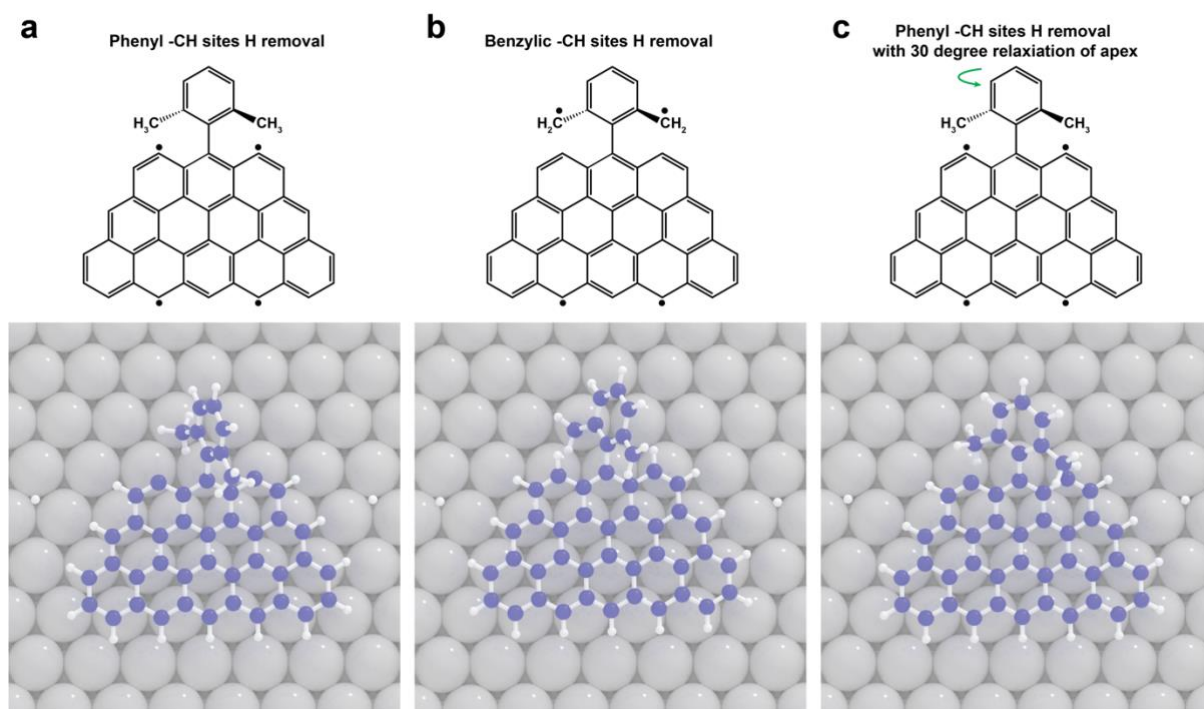 a
Phenyl -CH sites H removal
H₃C
CH₃
b
Benzylic -CH sites H removal
H₂C
CH₂
c
Phenyl -CH sites H removal
with 30 degree relaxiation of apex
H₃C
CH₃